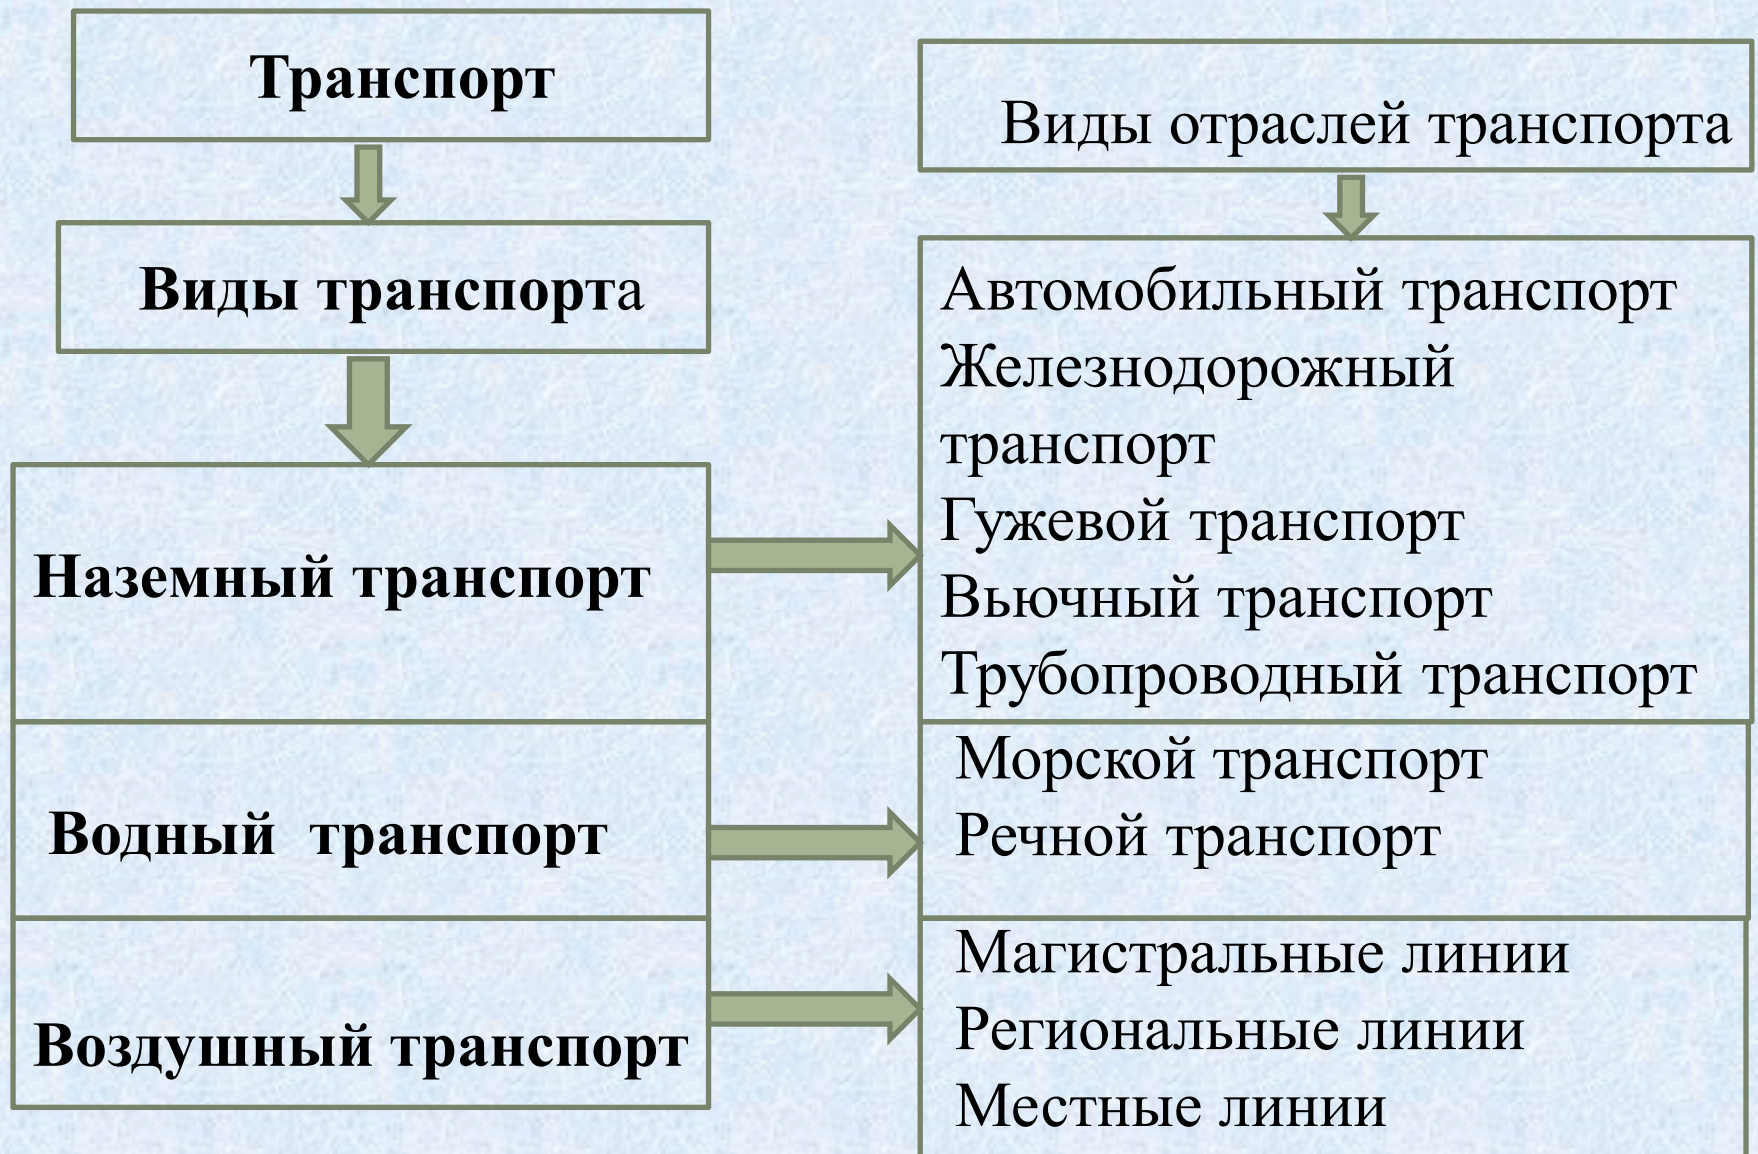 Транспорт
Виды транспорта
Наземный транспорт
Водный транспорт
Воздушный транспорт
Виды отраслей транспорта
Автомобильный транспорт
Железнодорожный
транспорт
Гужевой транспорт
Вьючный транспорт
Трубопроводный транспорт
Морской транспорт
Речной транспорт
Магистральные линии
Региональные линии
Местные линии